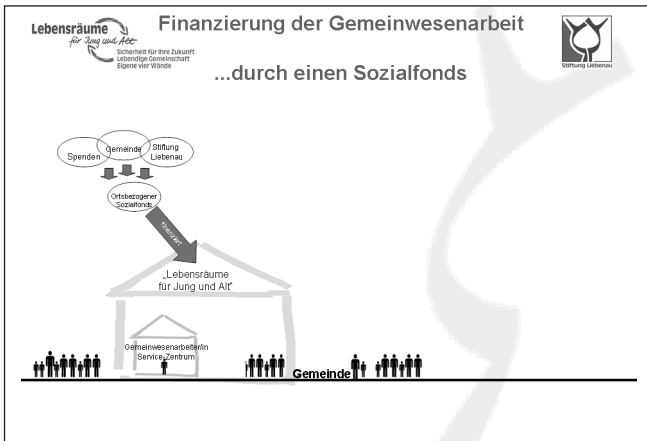 Lebensräume
für Jung und Alt
Sicherheit für Ihre Zukunft
Lebendige Gemeinschaft
Eigene vier Wände
Finanzierung der Gemeinwesenarbeit
...durch einen Sozialfonds
Stiftung Liebenau
Spenden
Gemeinde
Stiftung
Liebenau
Ortsbezogener
Sozialfonds
finanziert
„Lebensräume
für Jung und Alt"
Gemeinwesenarbeiter/in
Service-Zentrum
Gemeinde